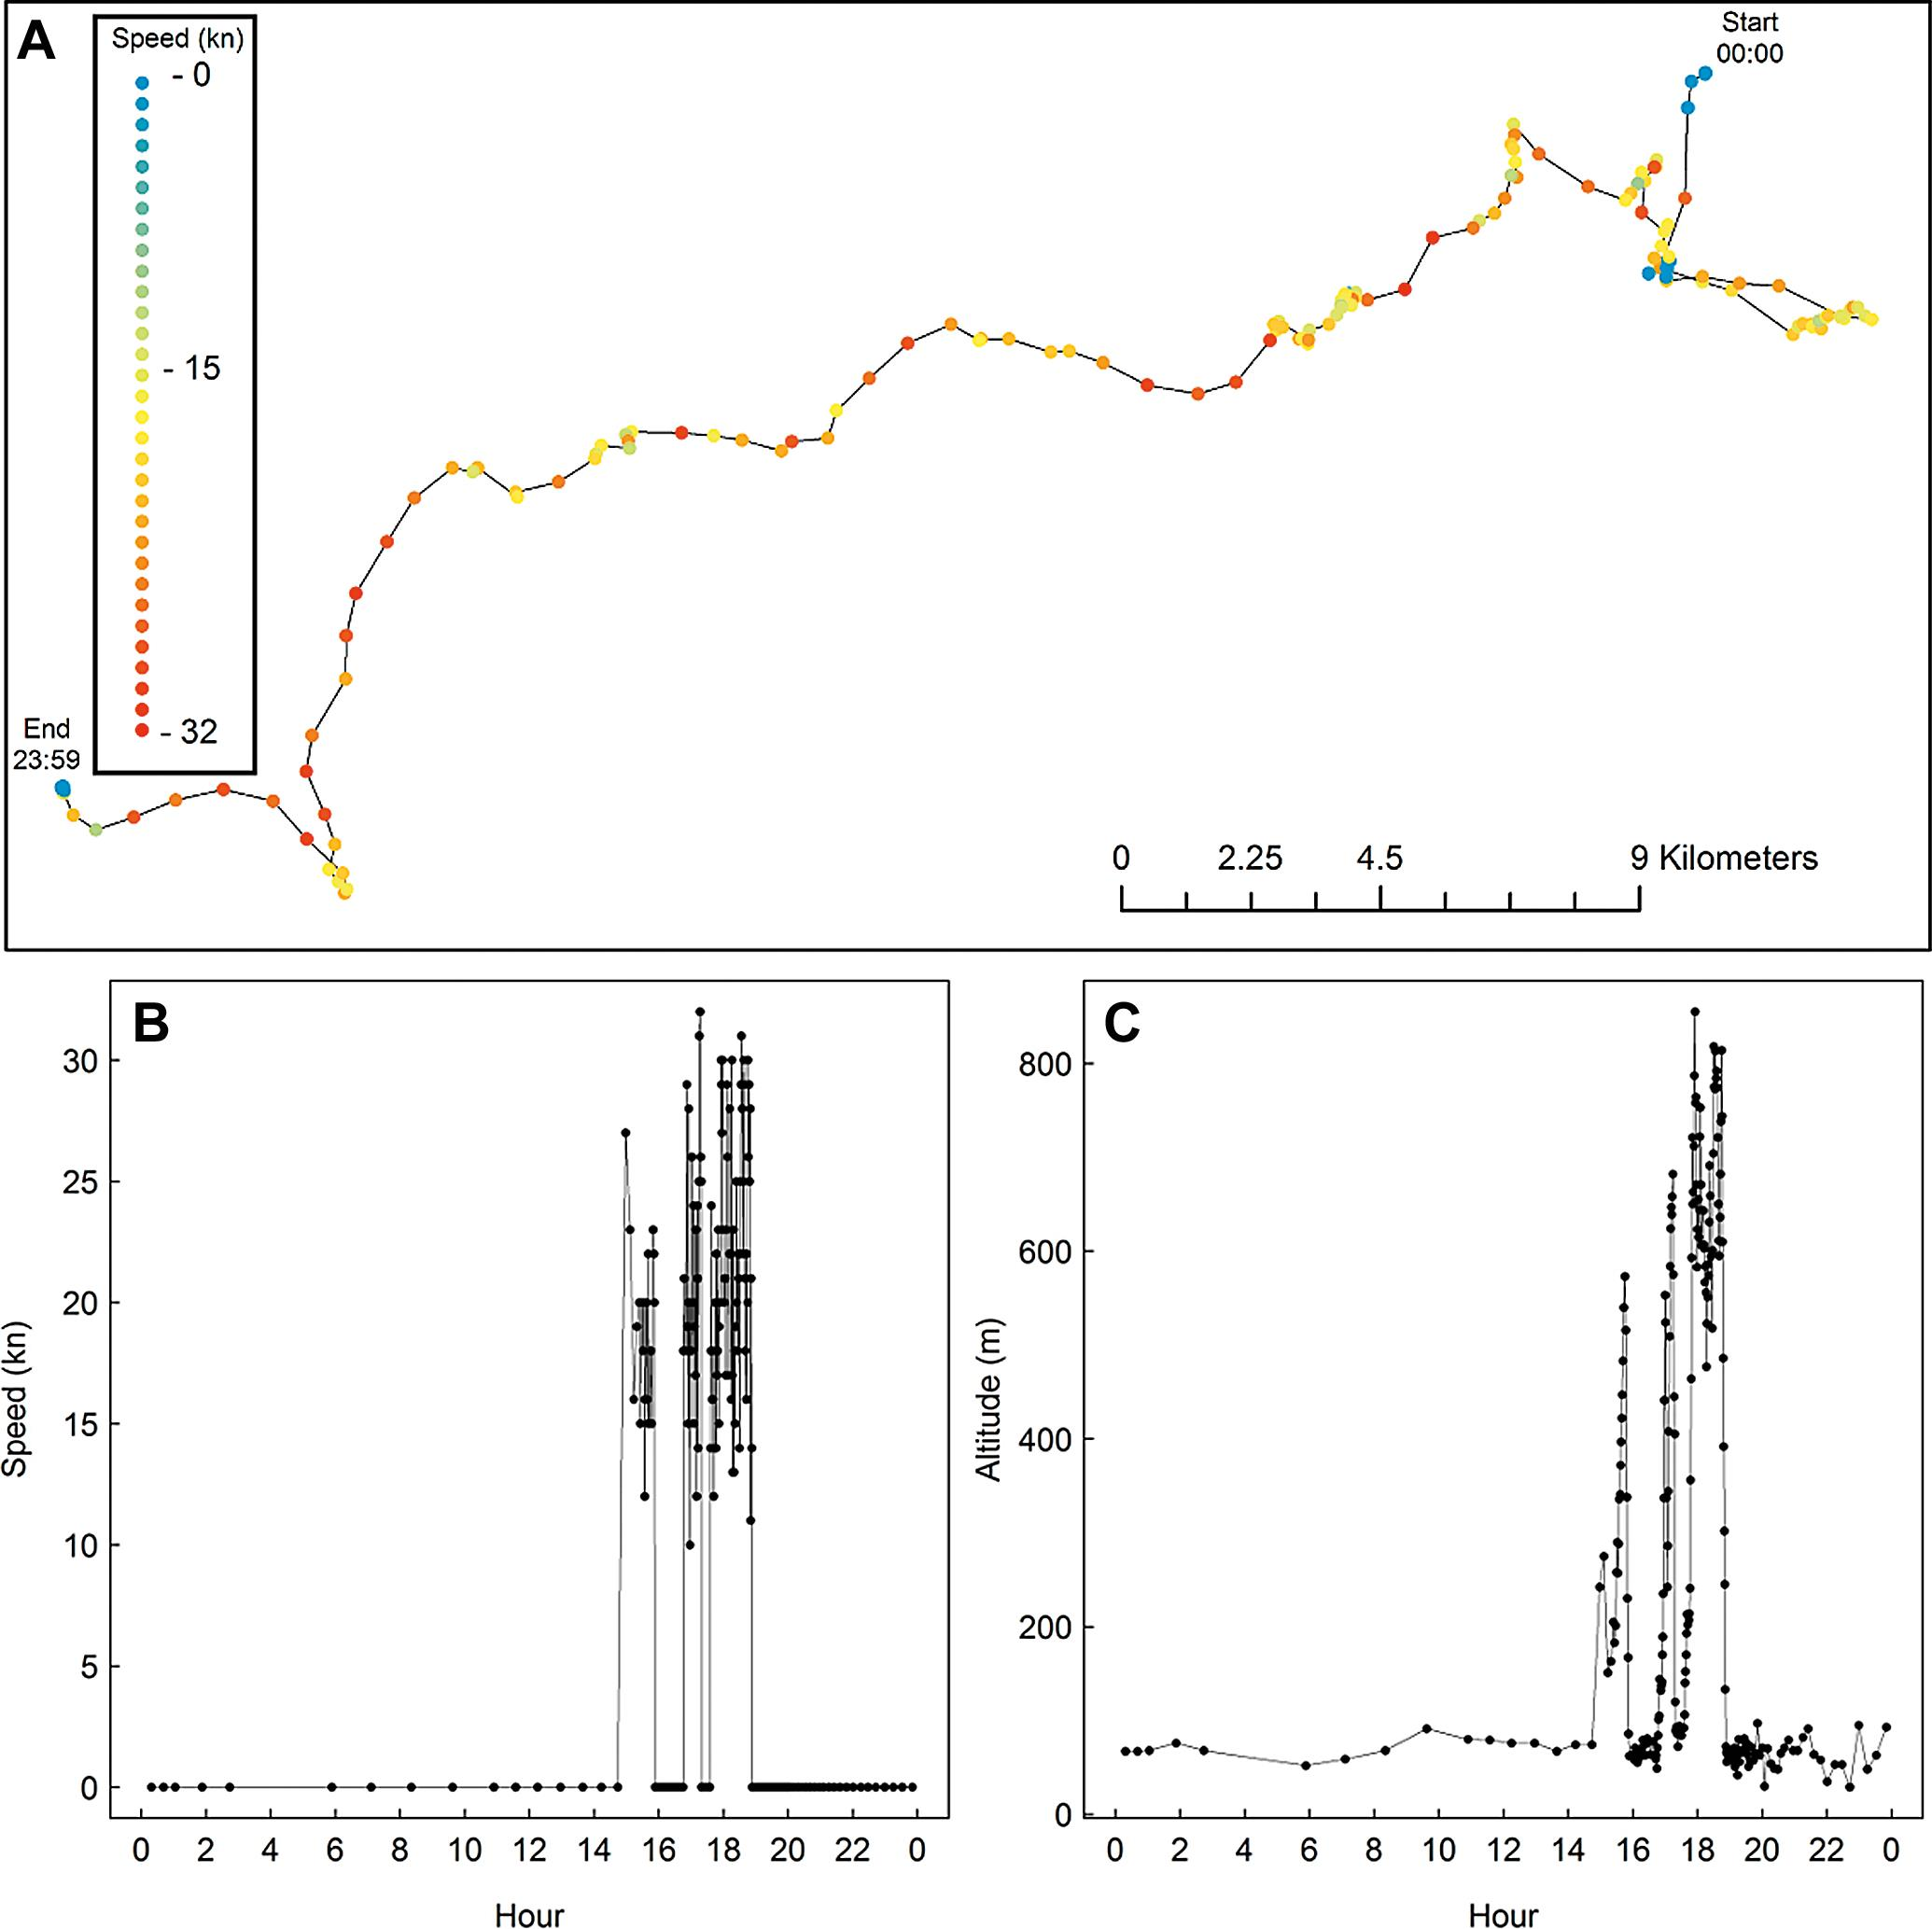 A
Speed (kn)
- 0
- 15
- 32
Start
00:00
End
23:59
0 2.25 4.5 9 Kilometers
B
30
25
20
15
10
5
0
Speed (kn)
0 2 4 6 8 10 12 14 16 18 20 22 0
Hour
C
800
600
400
200
0
Altitude (m)
0 2 4 6 8 10 12 14 16 18 20 22 0
Hour